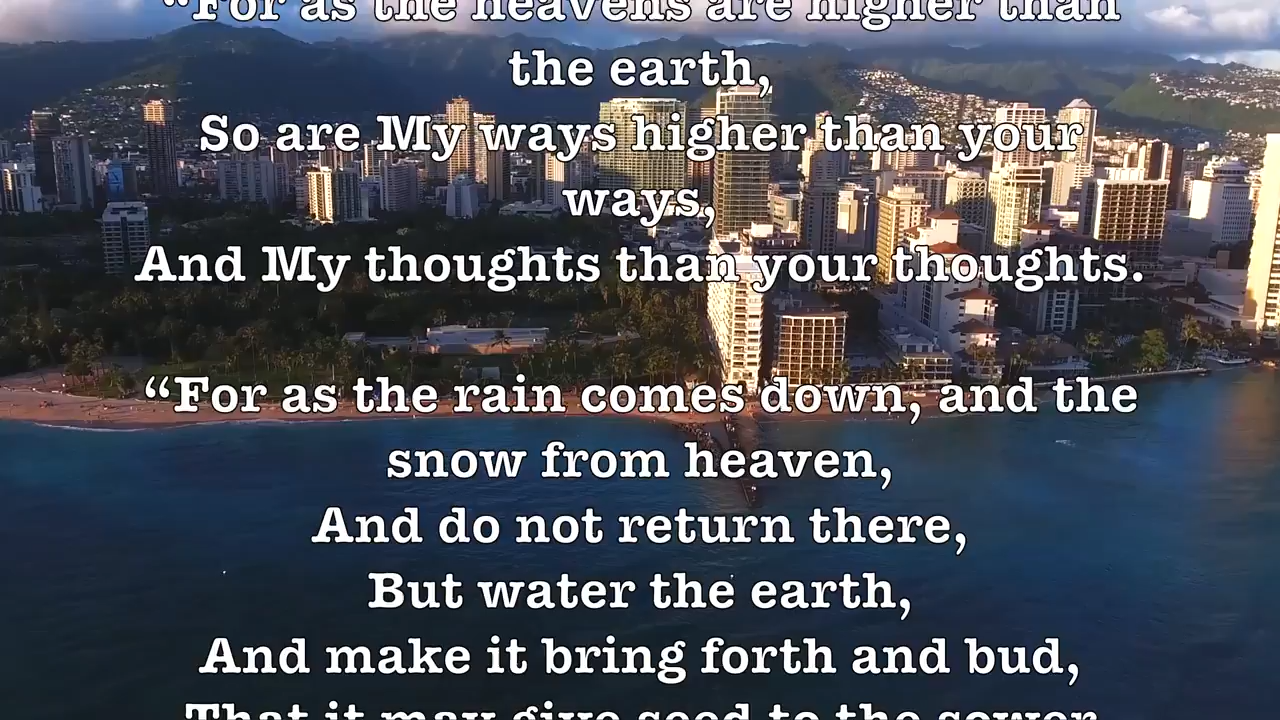 “For as the heavens are higher than
the earth,
So are My ways higher than your
ways,
And My thoughts than your thoughts.
“For as the rain comes down, and the
snow from heaven,
And do not return there,
But water the earth,
And make it bring forth and bud,
That it may give seed to the sower